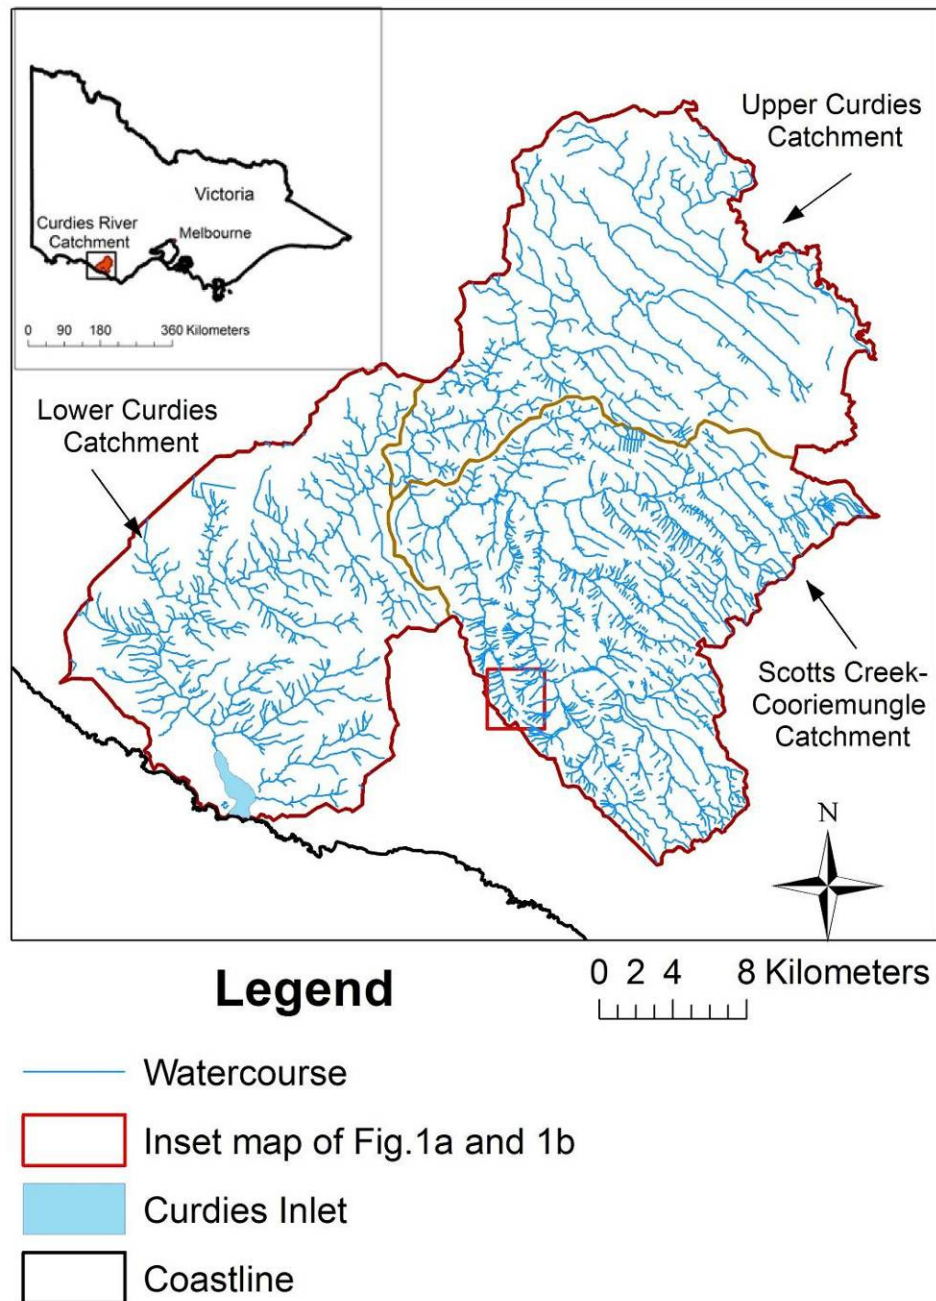 Victoria
Curdies River
Catchment
Melbourne
0 90 180 360 Kilometers
Upper Curdies
Catchment
Lower Curdies
Catchment
Scotts Creek-
Cooriemungle
Catchment
N
0 2 4 8 Kilometers
Legend
Watercourse
Inset map of Fig.1a and 1b
Curdies Inlet
Coastline